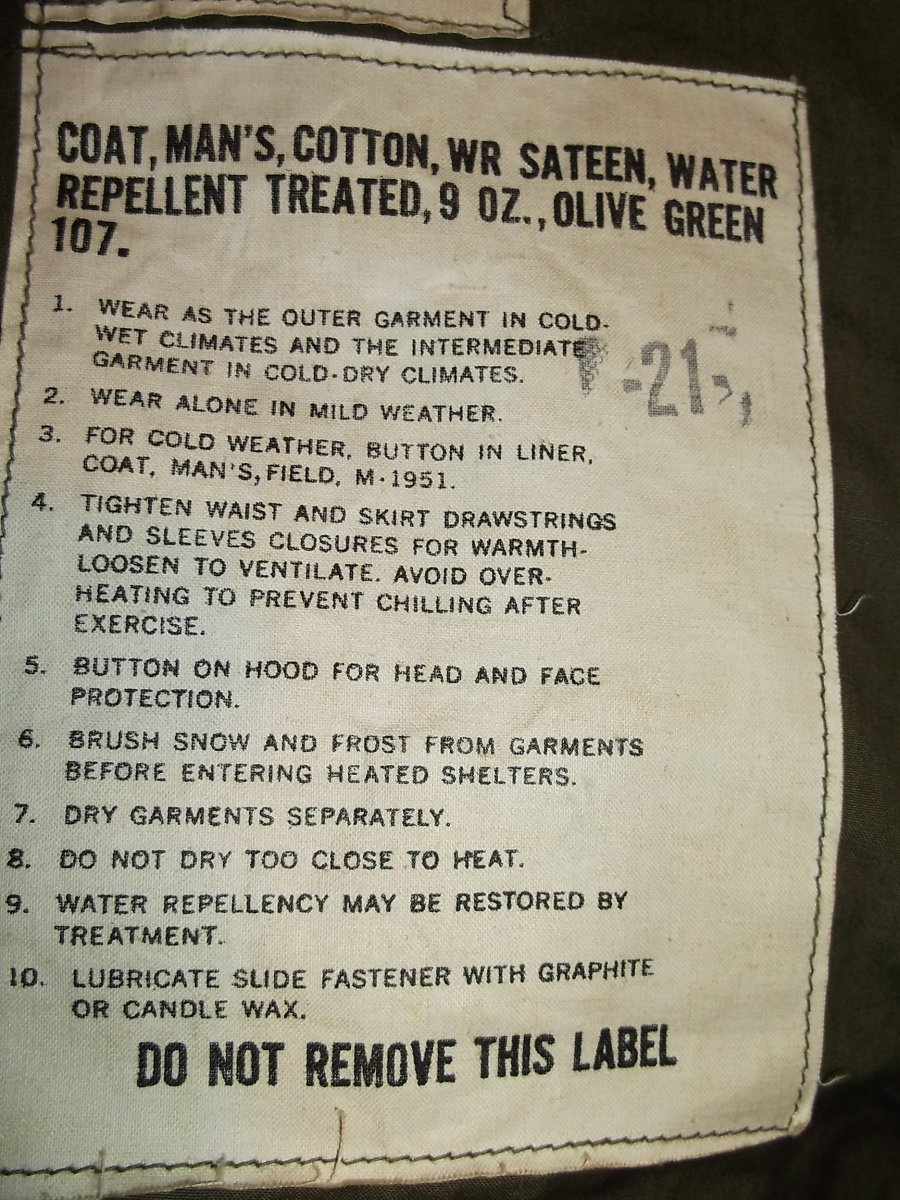 COAT, MAN'S, COTTON, WR SATEEN, WATER
REPELLENT TREATED, 9 OZ., OLIVE GREEN
107.
1. WEAR AS THE OUTER GARMENT IN COLD-
WET CLIMATES AND THE INTERMEDIATE
GARMENT IN COLD-DRY CLIMATES.
-21-
2. WEAR ALONE IN MILD WEATHER.
3. FOR COLD WEATHER, BUTTON IN LINER,
COAT, MAN'S, FIELD, M-1951.
4. TIGHTEN WAIST AND SKIRT DRAWSTRINGS
AND SLEEVES CLOSURES FOR WARMTH-
LOOSEN TO VENTILATE. AVOID OVER-
HEATING TO PREVENT CHILLING AFTER
EXERCISE.
5. BUTTON ON HOOD FOR HEAD AND FACE
PROTECTION.
6. BRUSH SNOW AND FROST FROM GARMENTS
BEFORE ENTERING HEATED SHELTERS.
7. DRY GARMENTS SEPARATELY.
8. DO NOT DRY TOO CLOSE TO HEAT.
9. WATER REPELLENCY MAY BE RESTORED BY
TREATMENT.
10. LUBRICATE SLIDE FASTENER WITH GRAPHITE
OR CANDLE WAX.
DO NOT REMOVE THIS LABEL